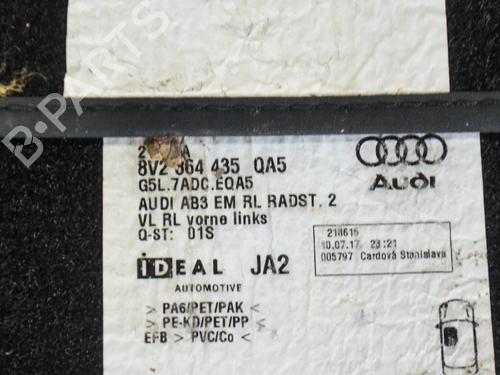 8V2 864 435 QA5
G5L.7ADC.EQA5
AUDI AB3 EM RL RADST. 2
VL RL vorne links
Q-ST: 01S
IDEAL JA2
AUTOMOTIVE
> PA6/PET/PAK <
> PE-KD/PET/PP <
EFB > PVC/Co <
AUDI
218616
10.07.17 23:21
005797 Cardová Stanislava
B-PARTS